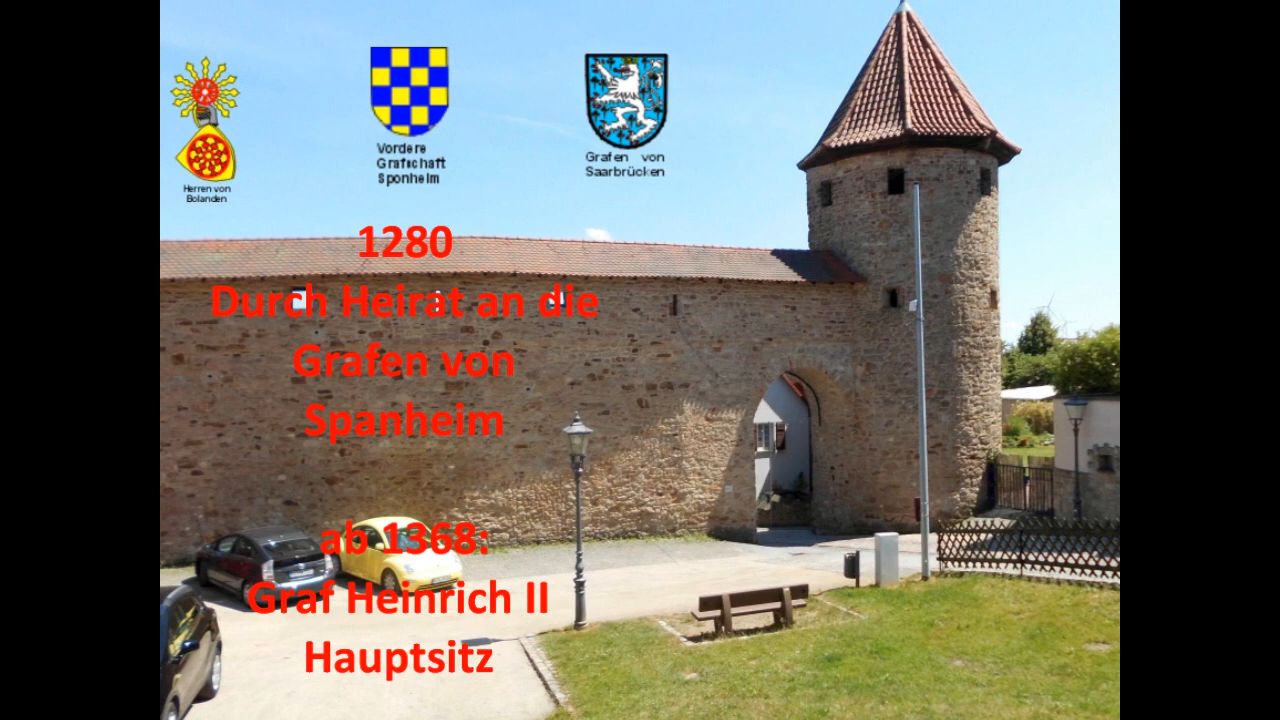 Herren von
Bolanden
Vordere
Grafschaft
Sponheim
Grafen von
Saarbrücken
1280
Durch Heirat an die
Grafen von
Spanheim
ab 1368:
Graf Heinrich II
Hauptsitz